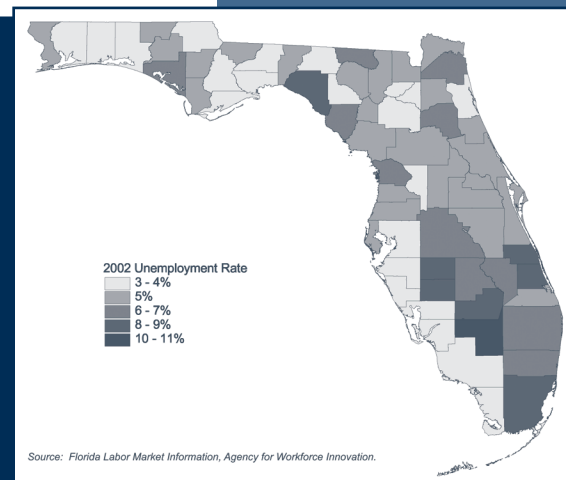 2002 Unemployment Rate
3 - 4%
5%
6 - 7%
8 - 9%
10 - 11%
Source: Florida Labor Market Information, Agency for Workforce Innovation.